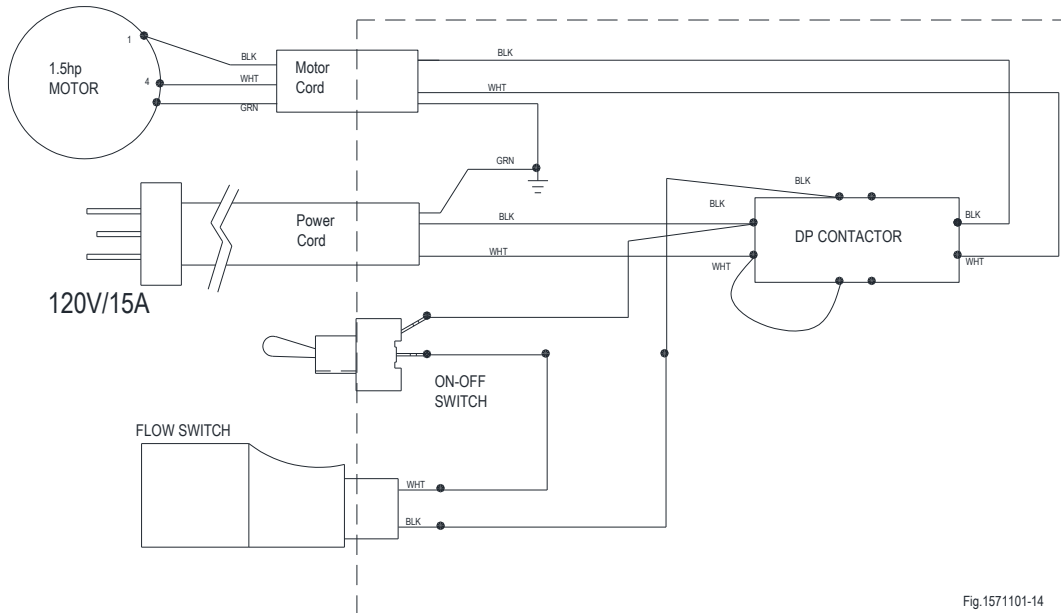 1
BLK
BLK
1.5hp
MOTOR
Motor
Cord
4
WHT
WHT
GRN
GRN
BLK
Power
Cord
BLK
BLK
BLK
DP CONTACTOR
WHT
WHT
WHT
120V/15A
ON-OFF
SWITCH
FLOW SWITCH
WHT
BLK
Fig.1571101-14